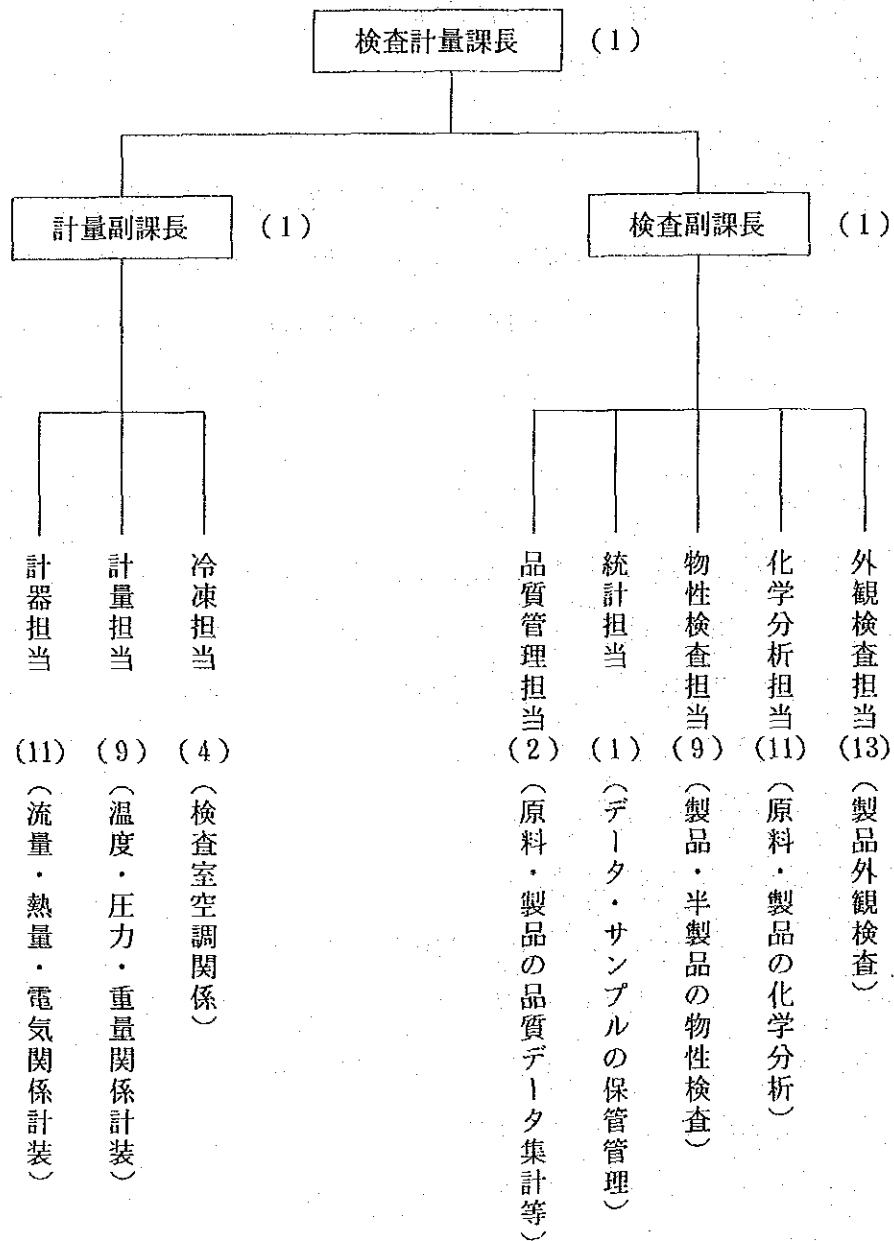 検査計量課長 (1)
計量副課長 (1)
検査副課長 (1)
計器担当 (11) (流量・熱量・電気関係計装)
計量担当 (9) (温度・圧力・重量関係計装)
冷凍担当 (4) (検査室空調関係)
品質管理担当 (2) (原料・製品の品質データ集計等)
統計担当 (1) (データ・サンプルの保管管理)
物性検査担当 (9) (製品・半製品の物性検査)
化学分析担当 (11) (原料・製品の化学分析)
外観検査担当 (13) (製品外観検査)